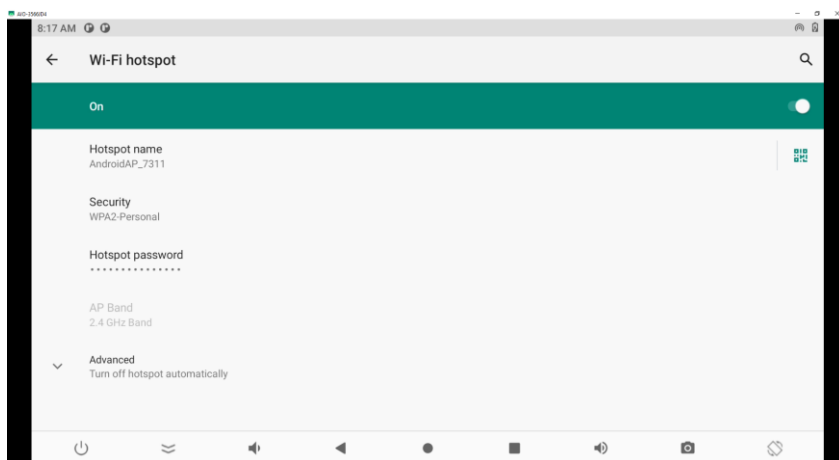 8:17 AM
Wi-Fi hotspot
On
Hotspot name
AndroidAP_7311
Security
WPA2-Personal
Hotspot password
•••••••••••••••
AP Band
2.4 GHz Band
Advanced
Turn off hotspot automatically